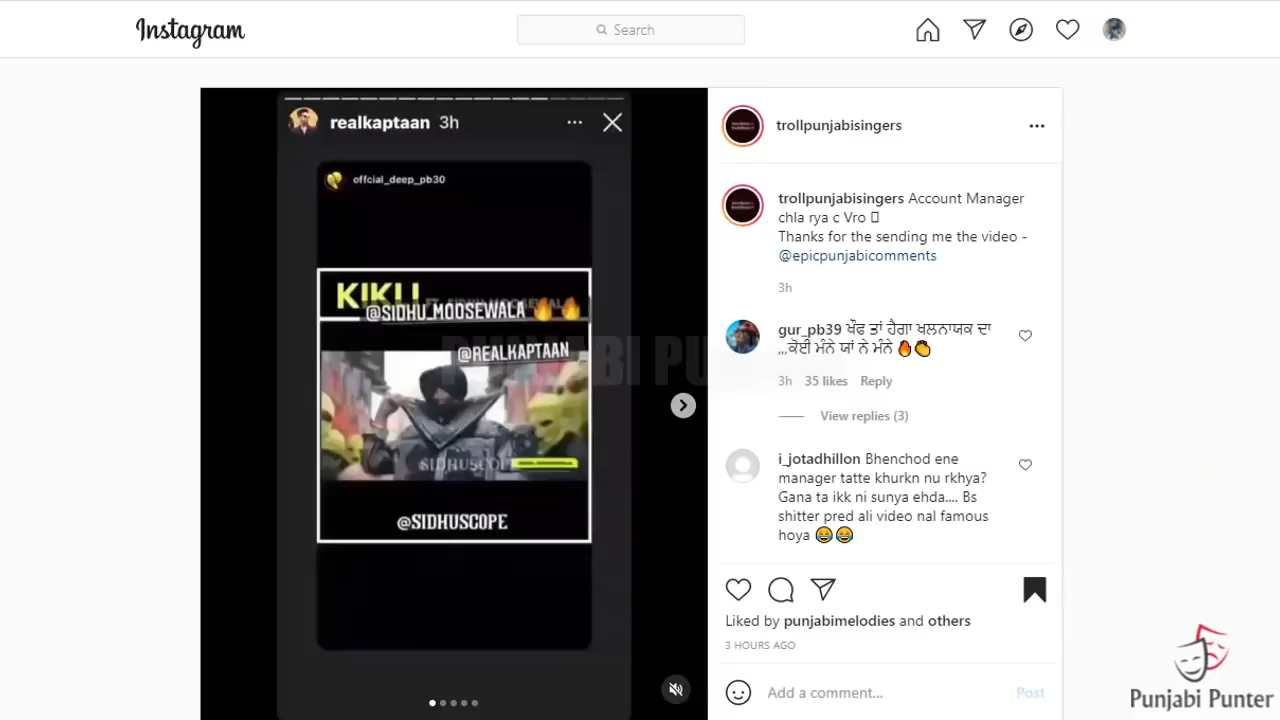 Instagram
Search
realkaptaan 3h
offcial_deep_pb30
KIKU
@SIDHU_MOOSEWALA 🔥🔥
@REALKAPTAAN
SIDHUSCOPE
@SIDHUSCOPE
trollpunjabisingers
trollpunjabisingers Account Manager
chla rya c Vro
Thanks for the sending me the video -
@epicpunjabicomments
3h
gur_pb39 ਖੌਫ ਤਾਂ ਹੈਗਾ ਖਲਨਾਯਕ ਦਾ
,,,ਕੋਈ ਮੰਨੇ ਯਾਂ ਨੇ ਮੰਨੇ 🔥👏
3h 35 likes Reply
View replies (3)
i_jotadhillon Bhenchod ene
manager tatte khurkn nu rkhya?
Gana ta ikk ni sunya ehda.... Bs
shitter pred ali video nal famous
hoya 😂😂
Liked by punjabimelodies and others
3 HOURS AGO
Add a comment...
Post
Punjabi Punter